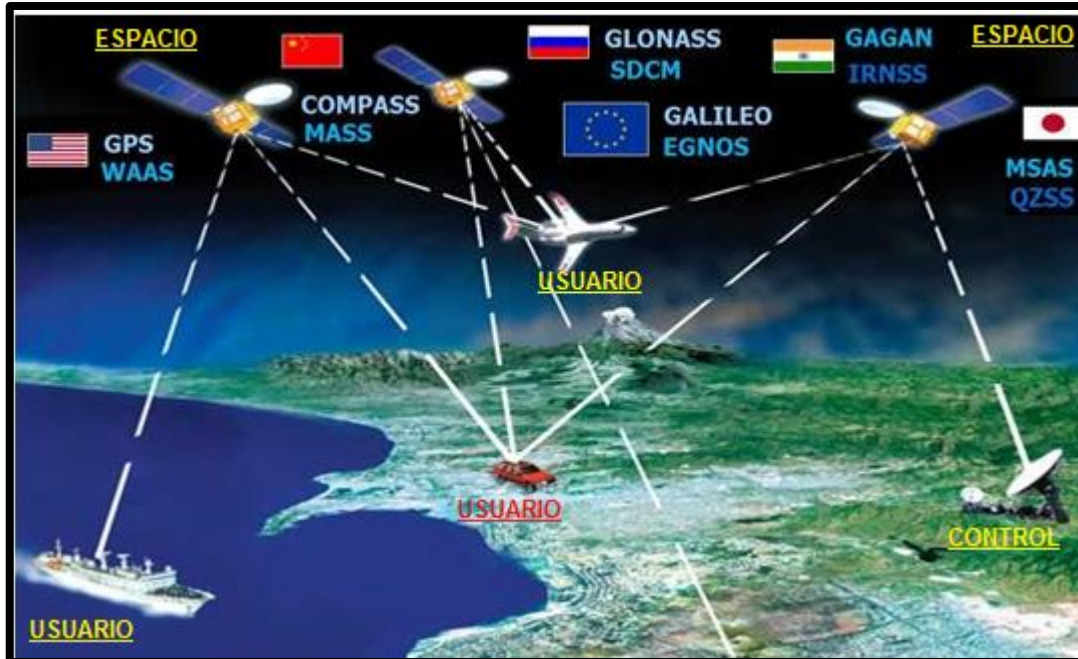 ESPACIO
GLONASS
SDCM
GAGAN
IRNSS
ESPACIO
COMPASS
MASS
GALILEO
EGNOS
GPS
WAAS
MSAS
QZSS
USUARIO
USUARIO
CONTROL
USUARIO